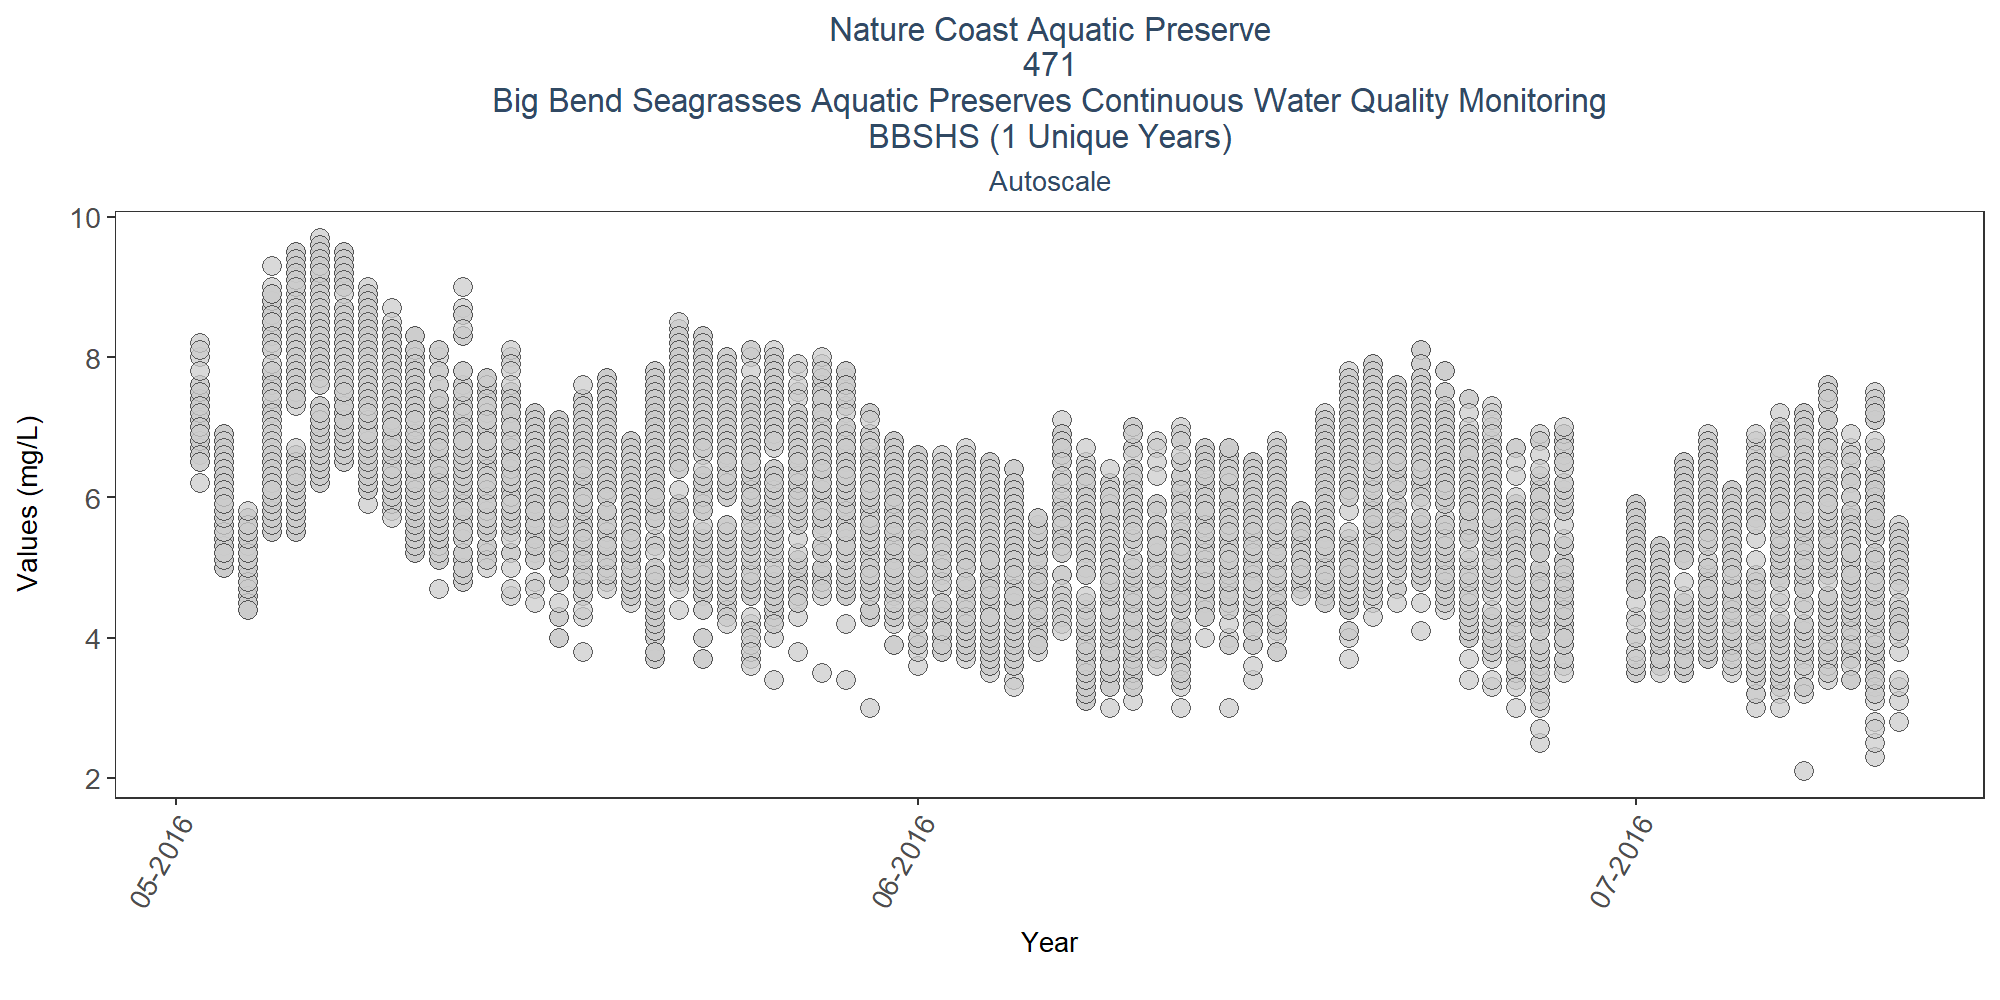 Nature Coast Aquatic Preserve
471
Big Bend Seagrasses Aquatic Preserves Continuous Water Quality Monitoring
BBSHS (1 Unique Years)
Autoscale
Values (mg/L)
10
8
6
4
2
05-2016
06-2016
07-2016
Year